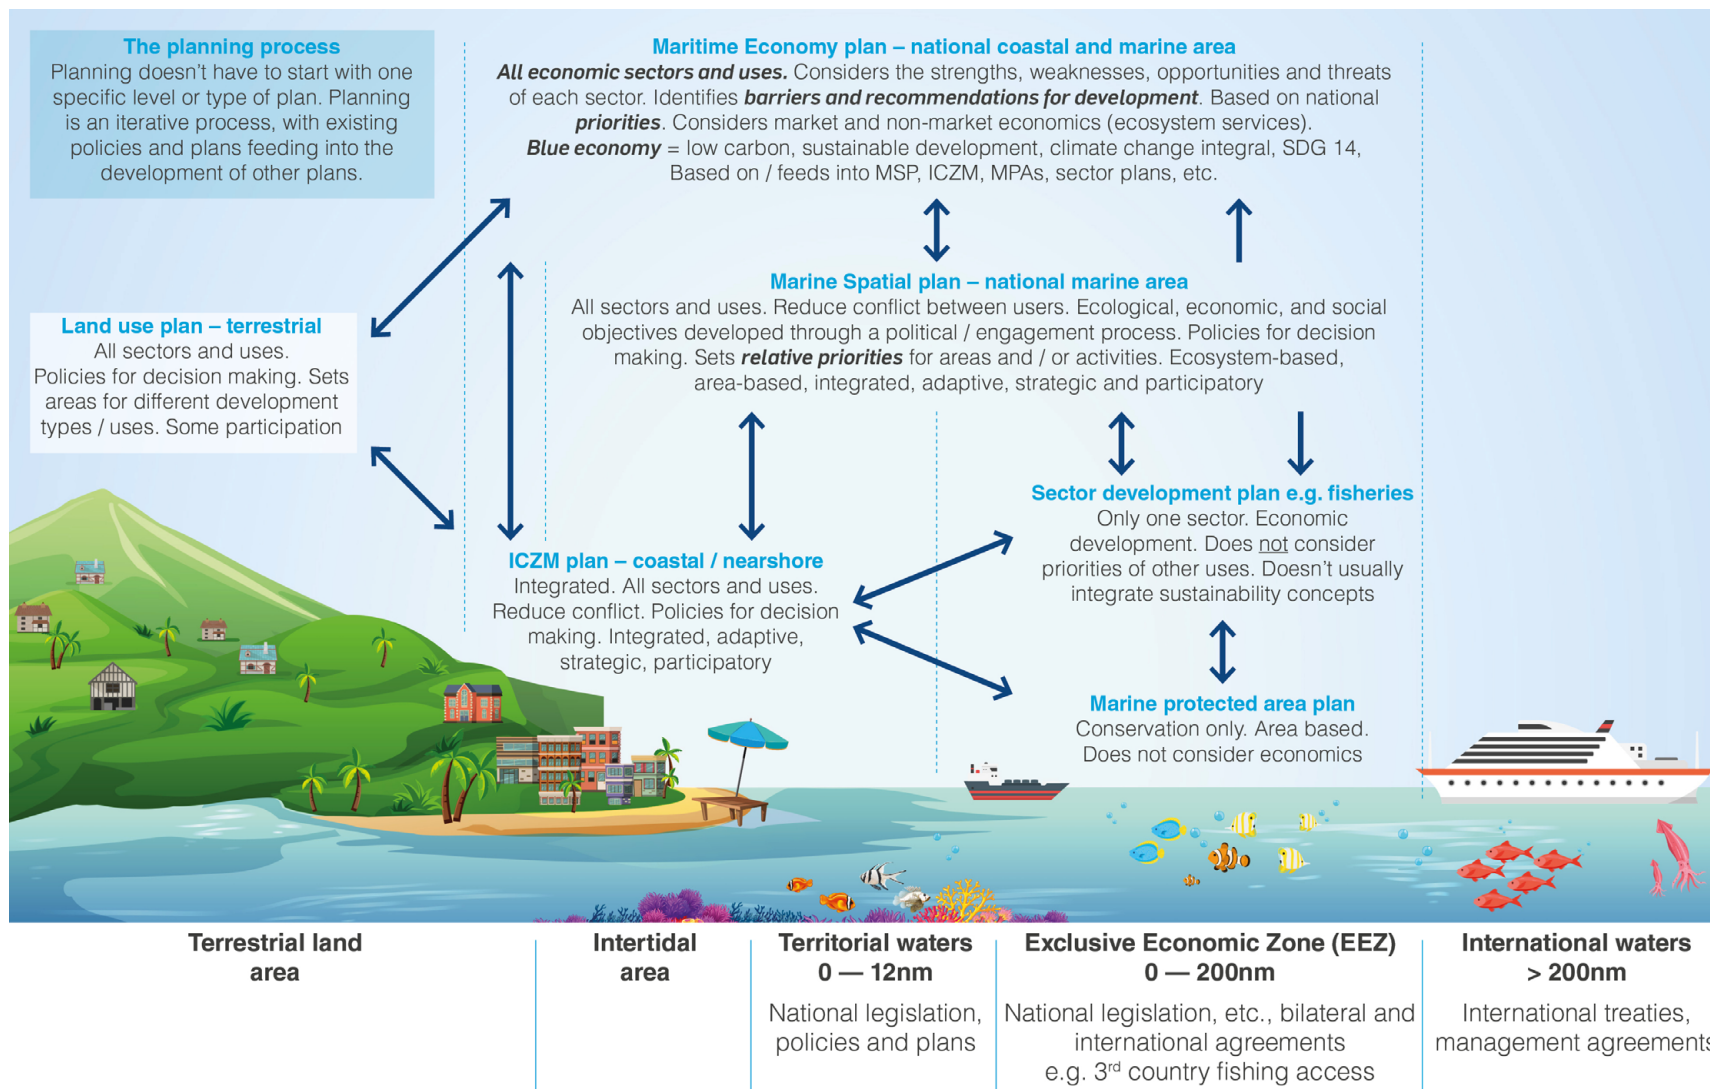 The planning process
Planning doesn't have to start with one
specific level or type of plan. Planning
is an iterative process, with existing
policies and plans feeding into the
development of other plans.
Maritime Economy plan – national coastal and marine area
All economic sectors and uses. Considers the strengths, weaknesses, opportunities and threats
of each sector. Identifies barriers and recommendations for development. Based on national
priorities. Considers market and non-market economics (ecosystem services).
Blue economy = low carbon, sustainable development, climate change integral, SDG 14,
Based on / feeds into MSP, ICZM, MPAs, sector plans, etc.
Marine Spatial plan – national marine area
All sectors and uses. Reduce conflict between users. Ecological, economic, and social
objectives developed through a political / engagement process. Policies for decision
making. Sets relative priorities for areas and / or activities. Ecosystem-based,
area-based, integrated, adaptive, strategic and participatory
Land use plan – terrestrial
All sectors and uses.
Policies for decision making. Sets
areas for different development
types / uses. Some participation
Sector development plan e.g. fisheries
Only one sector. Economic
development. Does not consider
priorities of other uses. Doesn't usually
integrate sustainability concepts
ICZM plan – coastal / nearshore
Integrated. All sectors and uses.
Reduce conflict. Policies for decision
making. Integrated, adaptive,
strategic, participatory
Marine protected area plan
Conservation only. Area based.
Does not consider economics
Terrestrial land
area
Intertidal
area
Territorial waters
0 — 12nm
National legislation,
policies and plans
Exclusive Economic Zone (EEZ)
0 — 200nm
National legislation, etc., bilateral and
international agreements
e.g. 3rd country fishing access
International waters
> 200nm
International treaties,
management agreements